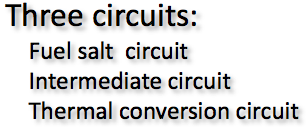 Three circuits:
Fuel salt circuit
Intermediate circuit
Thermal conversion circuit